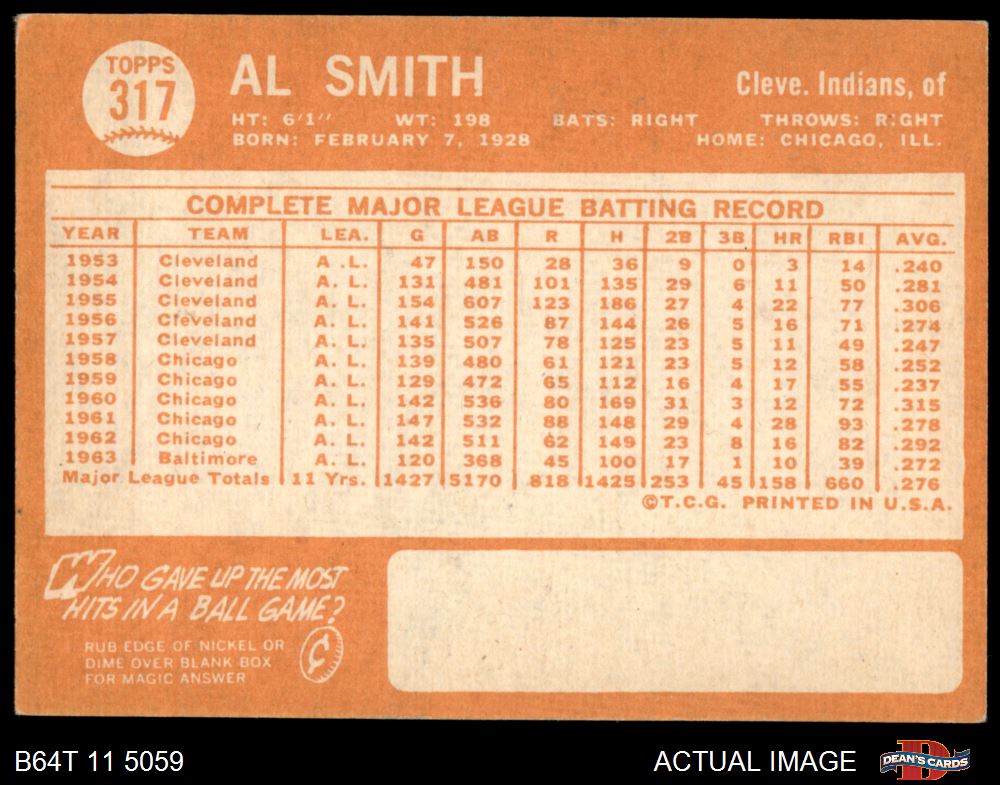 TOPPS
317
AL SMITH
Cleve. Indians, of
HT: 6'1" WT: 198 BATS: RIGHT THROWS: RIGHT
BORN: FEBRUARY 7, 1928 HOME: CHICAGO, ILL.
COMPLETE MAJOR LEAGUE BATTING RECORD
YEAR TEAM LEA. G AB R H 2B 3B HR RBI AVG.
1953 Cleveland A .L. 47 150 28 36 9 0 3 14 .240
1954 Cleveland A. L. 131 481 101 135 29 6 11 50 .281
1955 Cleveland A. L. 154 607 123 186 27 4 22 77 .306
1956 Cleveland A. L. 141 526 87 144 26 5 16 71 .274
1957 Cleveland A. L. 135 507 78 125 23 5 11 49 .247
1958 Chicago A. L. 139 480 61 121 23 5 12 58 .252
1959 Chicago A. L. 129 472 65 112 16 4 17 55 .237
1960 Chicago A. L. 142 536 80 169 31 3 12 72 .315
1961 Chicago A. L. 147 532 88 148 29 4 28 93 .278
1962 Chicago A. L. 142 511 62 149 23 8 16 82 .292
1963 Baltimore A. L. 120 368 45 100 17 1 10 39 .272
Major League Totals 11 Yrs. 1427 5170 818 1425 253 45 158 660 .276
©T.C.G. PRINTED IN U.S.A.
WHO GAVE UP THE MOST
HITS IN A BALL GAME?
RUB EDGE OF NICKEL OR
DIME OVER BLANK BOX
FOR MAGIC ANSWER
¢
B64T 11 5059
ACTUAL IMAGE
D
DEAN'S CARDS